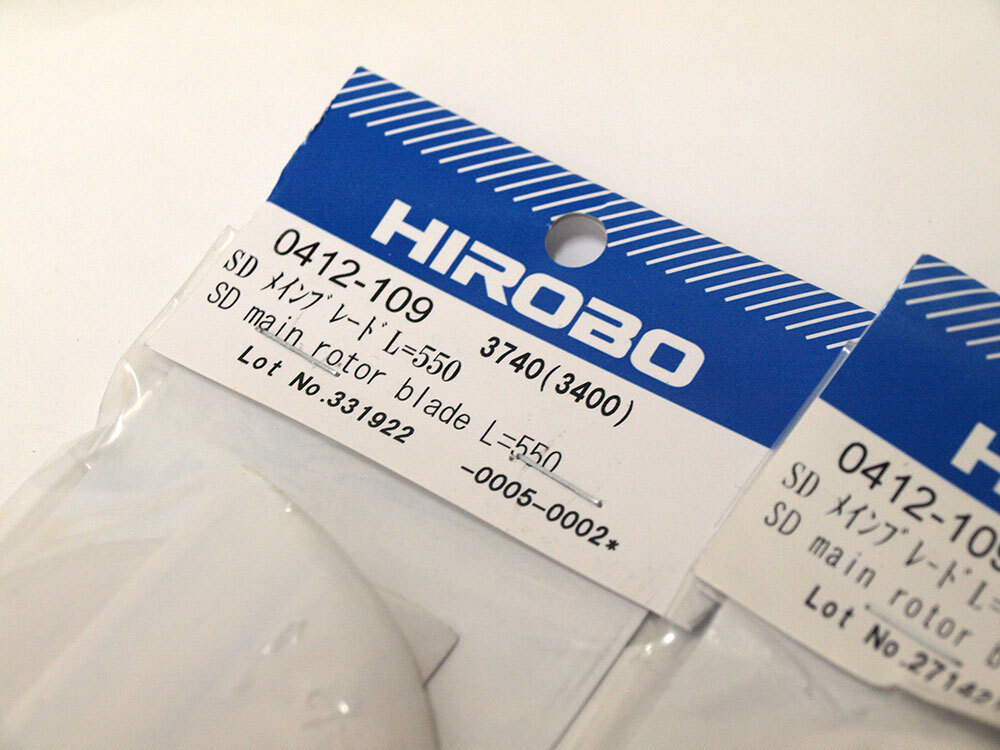 HIROBO
0412-109 3740(3400)
SD メインブレードL=550
SD main rotor blade L=550
Lot No.331922 -0005-0002*
0412-109
SD メインブレードL=
SD main rotor
Lot No.27142